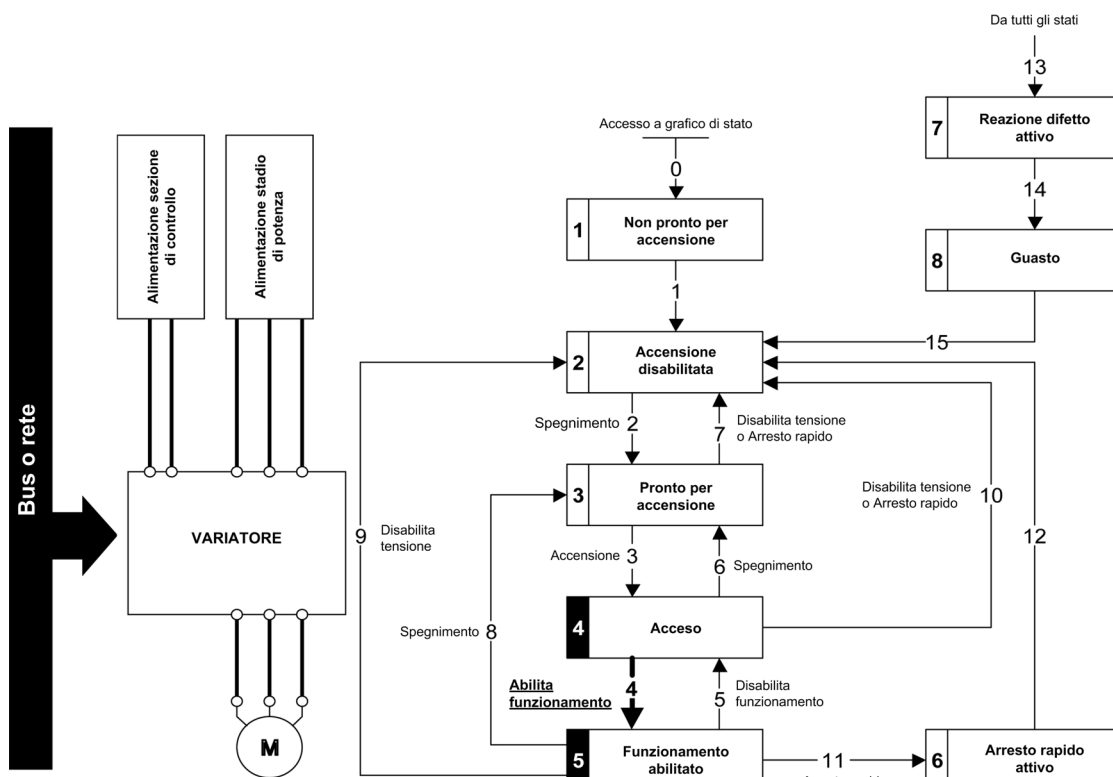 Da tutti gli stati
13
7
Reazione difetto
attivo
14
8
Guasto
15
Accesso a grafico di stato
0
1
Non pronto per
accensione
1
2
Accensione
disabilitata
Spegnimento
2
7
Disabilita tensione
o Arresto rapido
3
Pronto per
accensione
Accensione
3
6
Spegnimento
4
Acceso
Abilita
funzionamento
4
5
Disabilita
funzionamento
5
Funzionamento
abilitato
11
6
Arresto rapido
attivo
Disabilita tensione
o Arresto rapido
10
12
9
Disabilita
tensione
Spegnimento
8
Bus o rete
Alimentazione sezione
di controllo
Alimentazione stadio
di potenza
VARIATORE
M